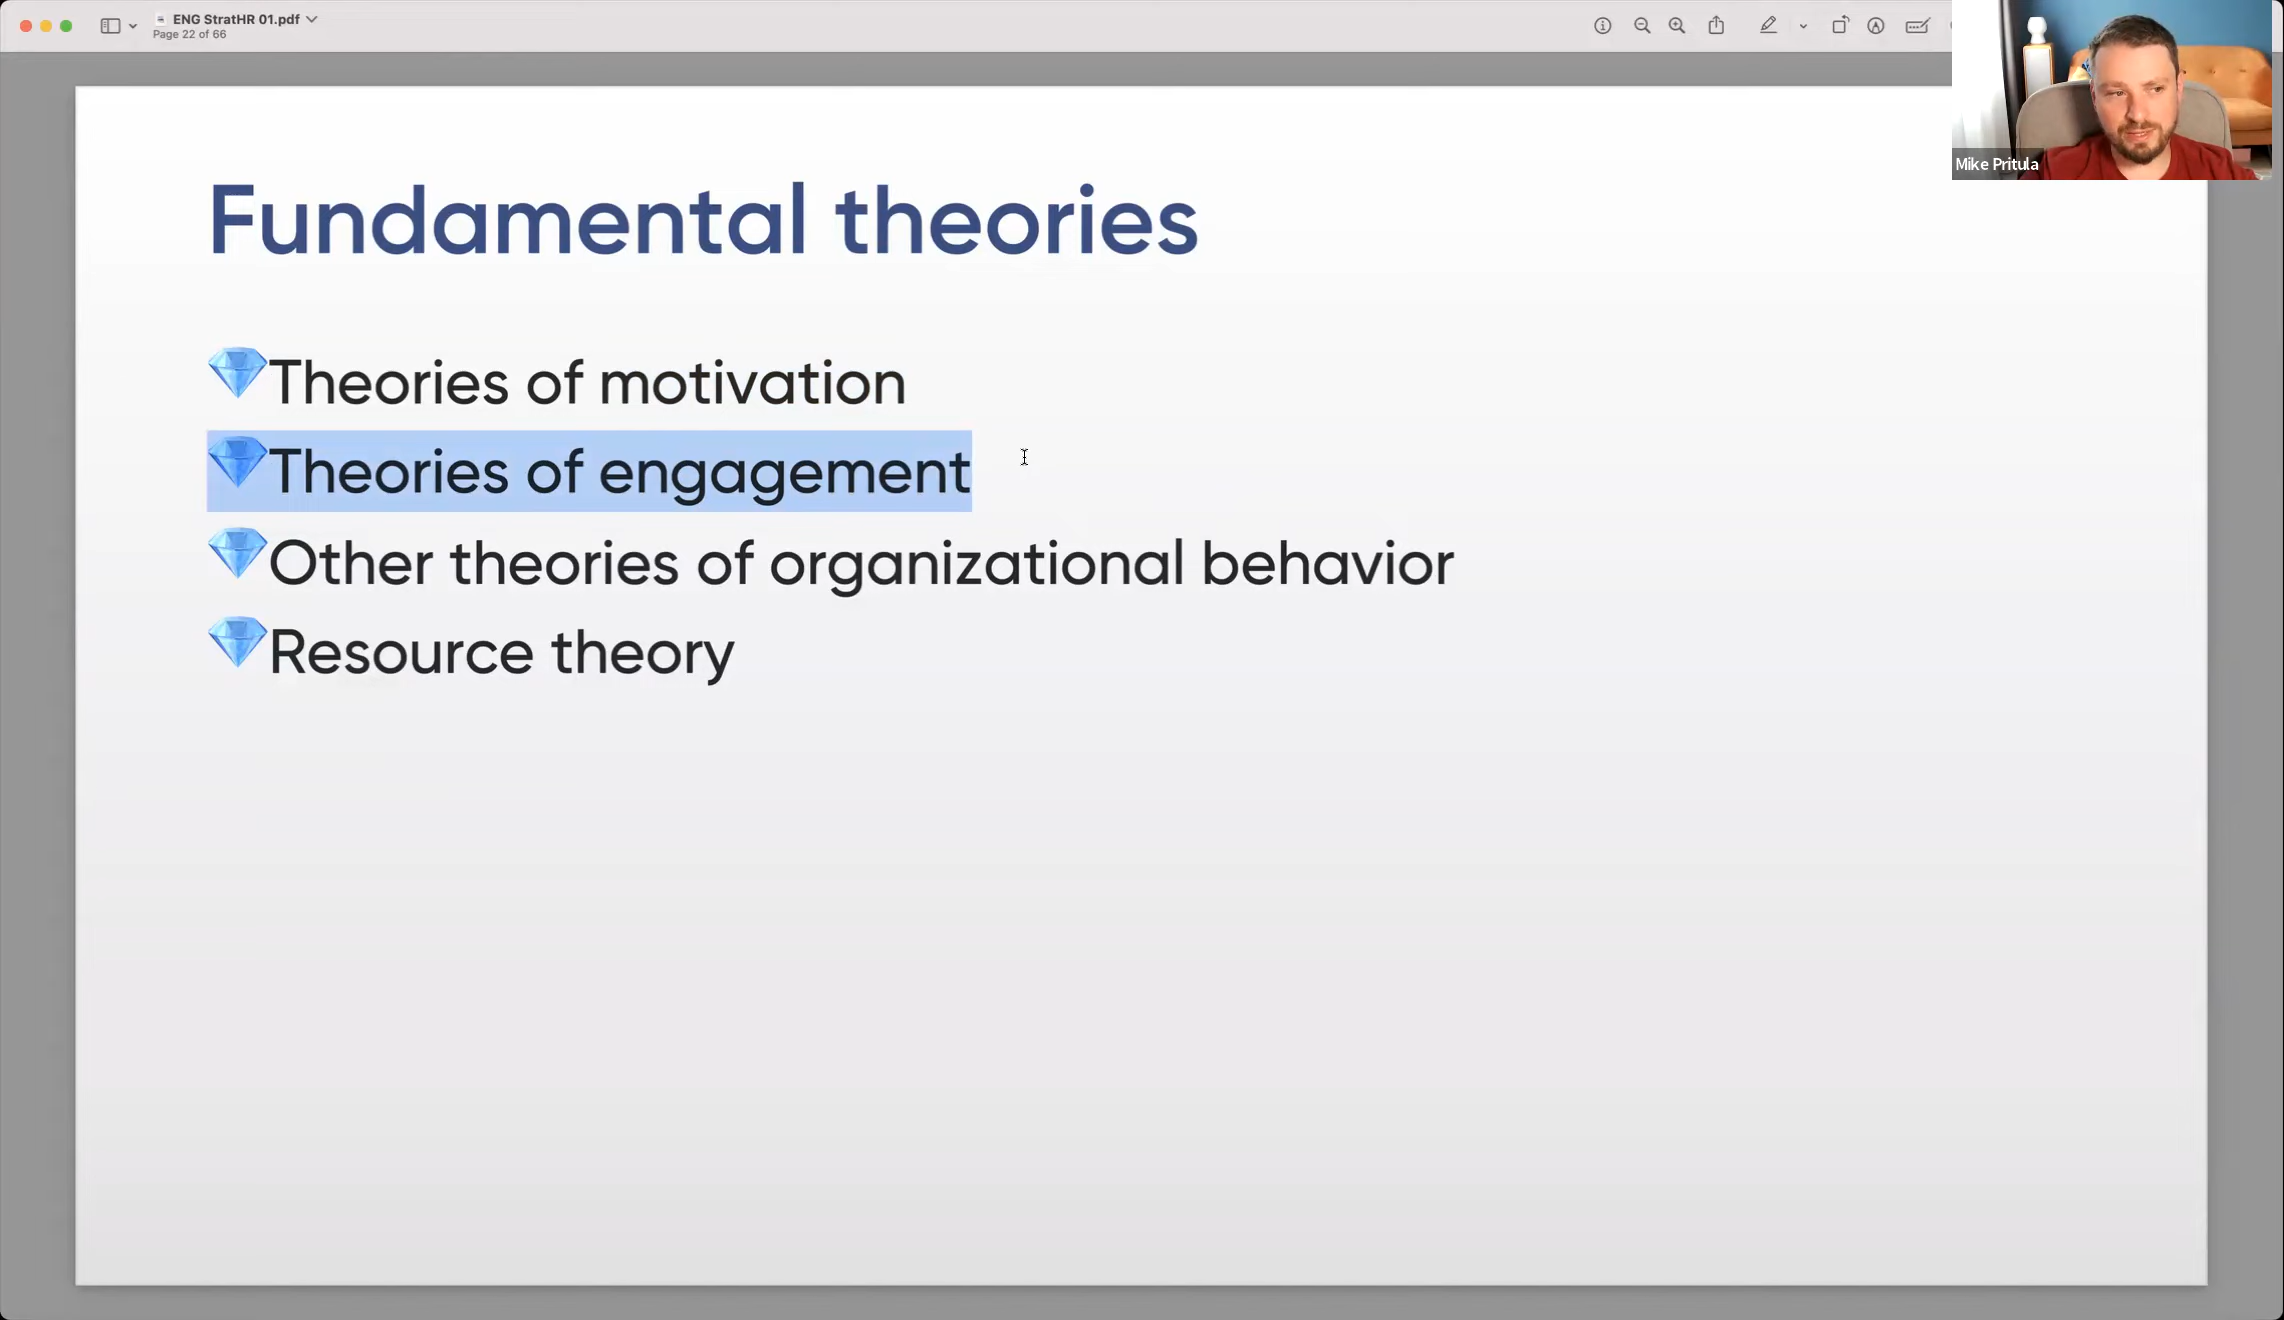 ENG StratHR 01.pdf
Page 22 of 66
Mike Pritula
Fundamental theories
Theories of motivation
Theories of engagement
Other theories of organizational behavior
Resource theory